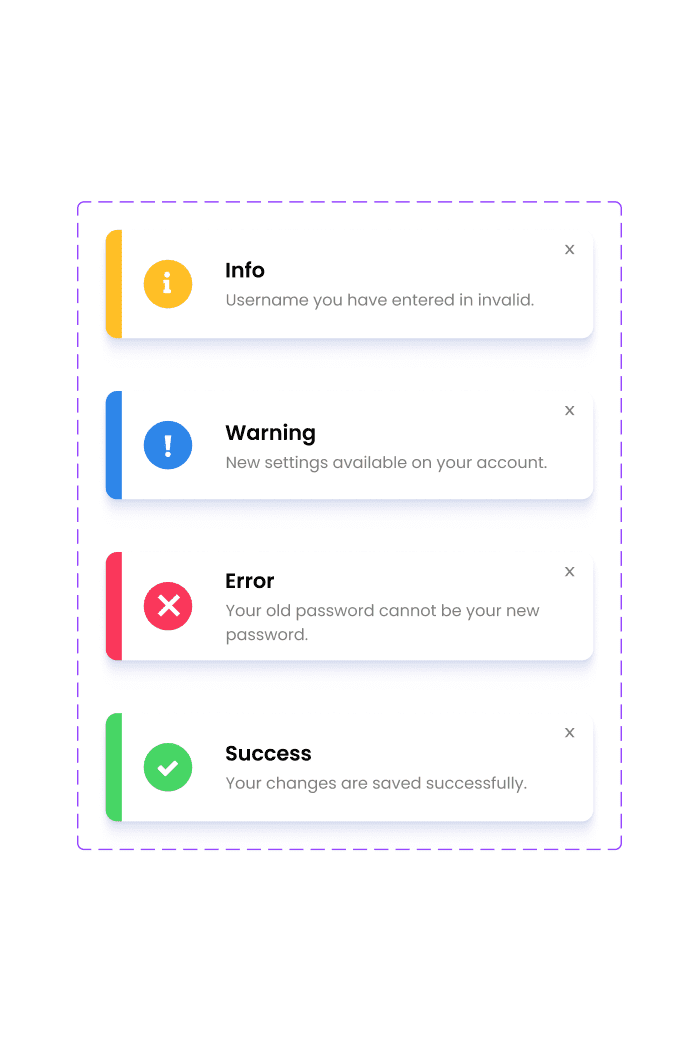 x
Info
Username you have entered in invalid.
x
Warning
New settings available on your account.
x
Error
Your old password cannot be your new
password.
x
Success
Your changes are saved successfully.